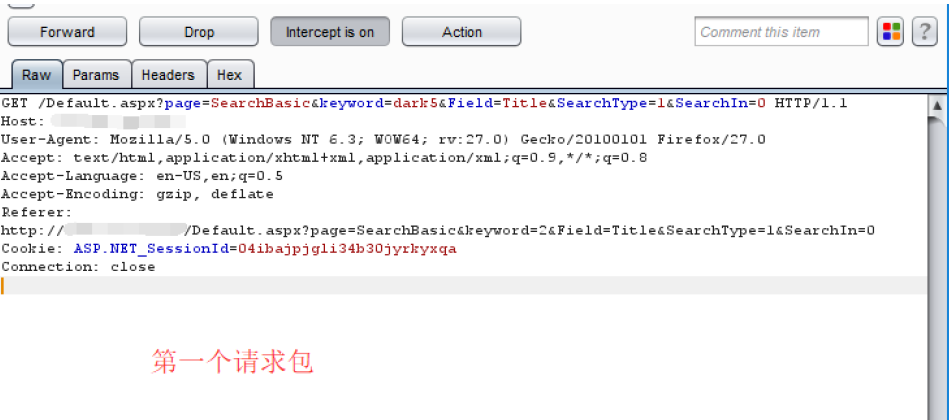 Forward Drop Intercept is on Action Comment this item ?
Raw Params Headers Hex
GET /Default.aspx?page=SearchBasic&keyword=dark5&Field=Title&SearchType=1&SearchIn=0 HTTP/1.1
Host:
User-Agent: Mozilla/5.0 (Windows NT 6.3; WOW64; rv:27.0) Gecko/20100101 Firefox/27.0
Accept: text/html,application/xhtml+xml,application/xml;q=0.9,*/*;q=0.8
Accept-Language: en-US,en;q=0.5
Accept-Encoding: gzip, deflate
Referer:
http:// /Default.aspx?page=SearchBasic&keyword=2&Field=Title&SearchType=1&SearchIn=0
Cookie: ASP.NET_SessionId=04ibajpjgli34b30jyrkyxqa
Connection: close
第一个请求包